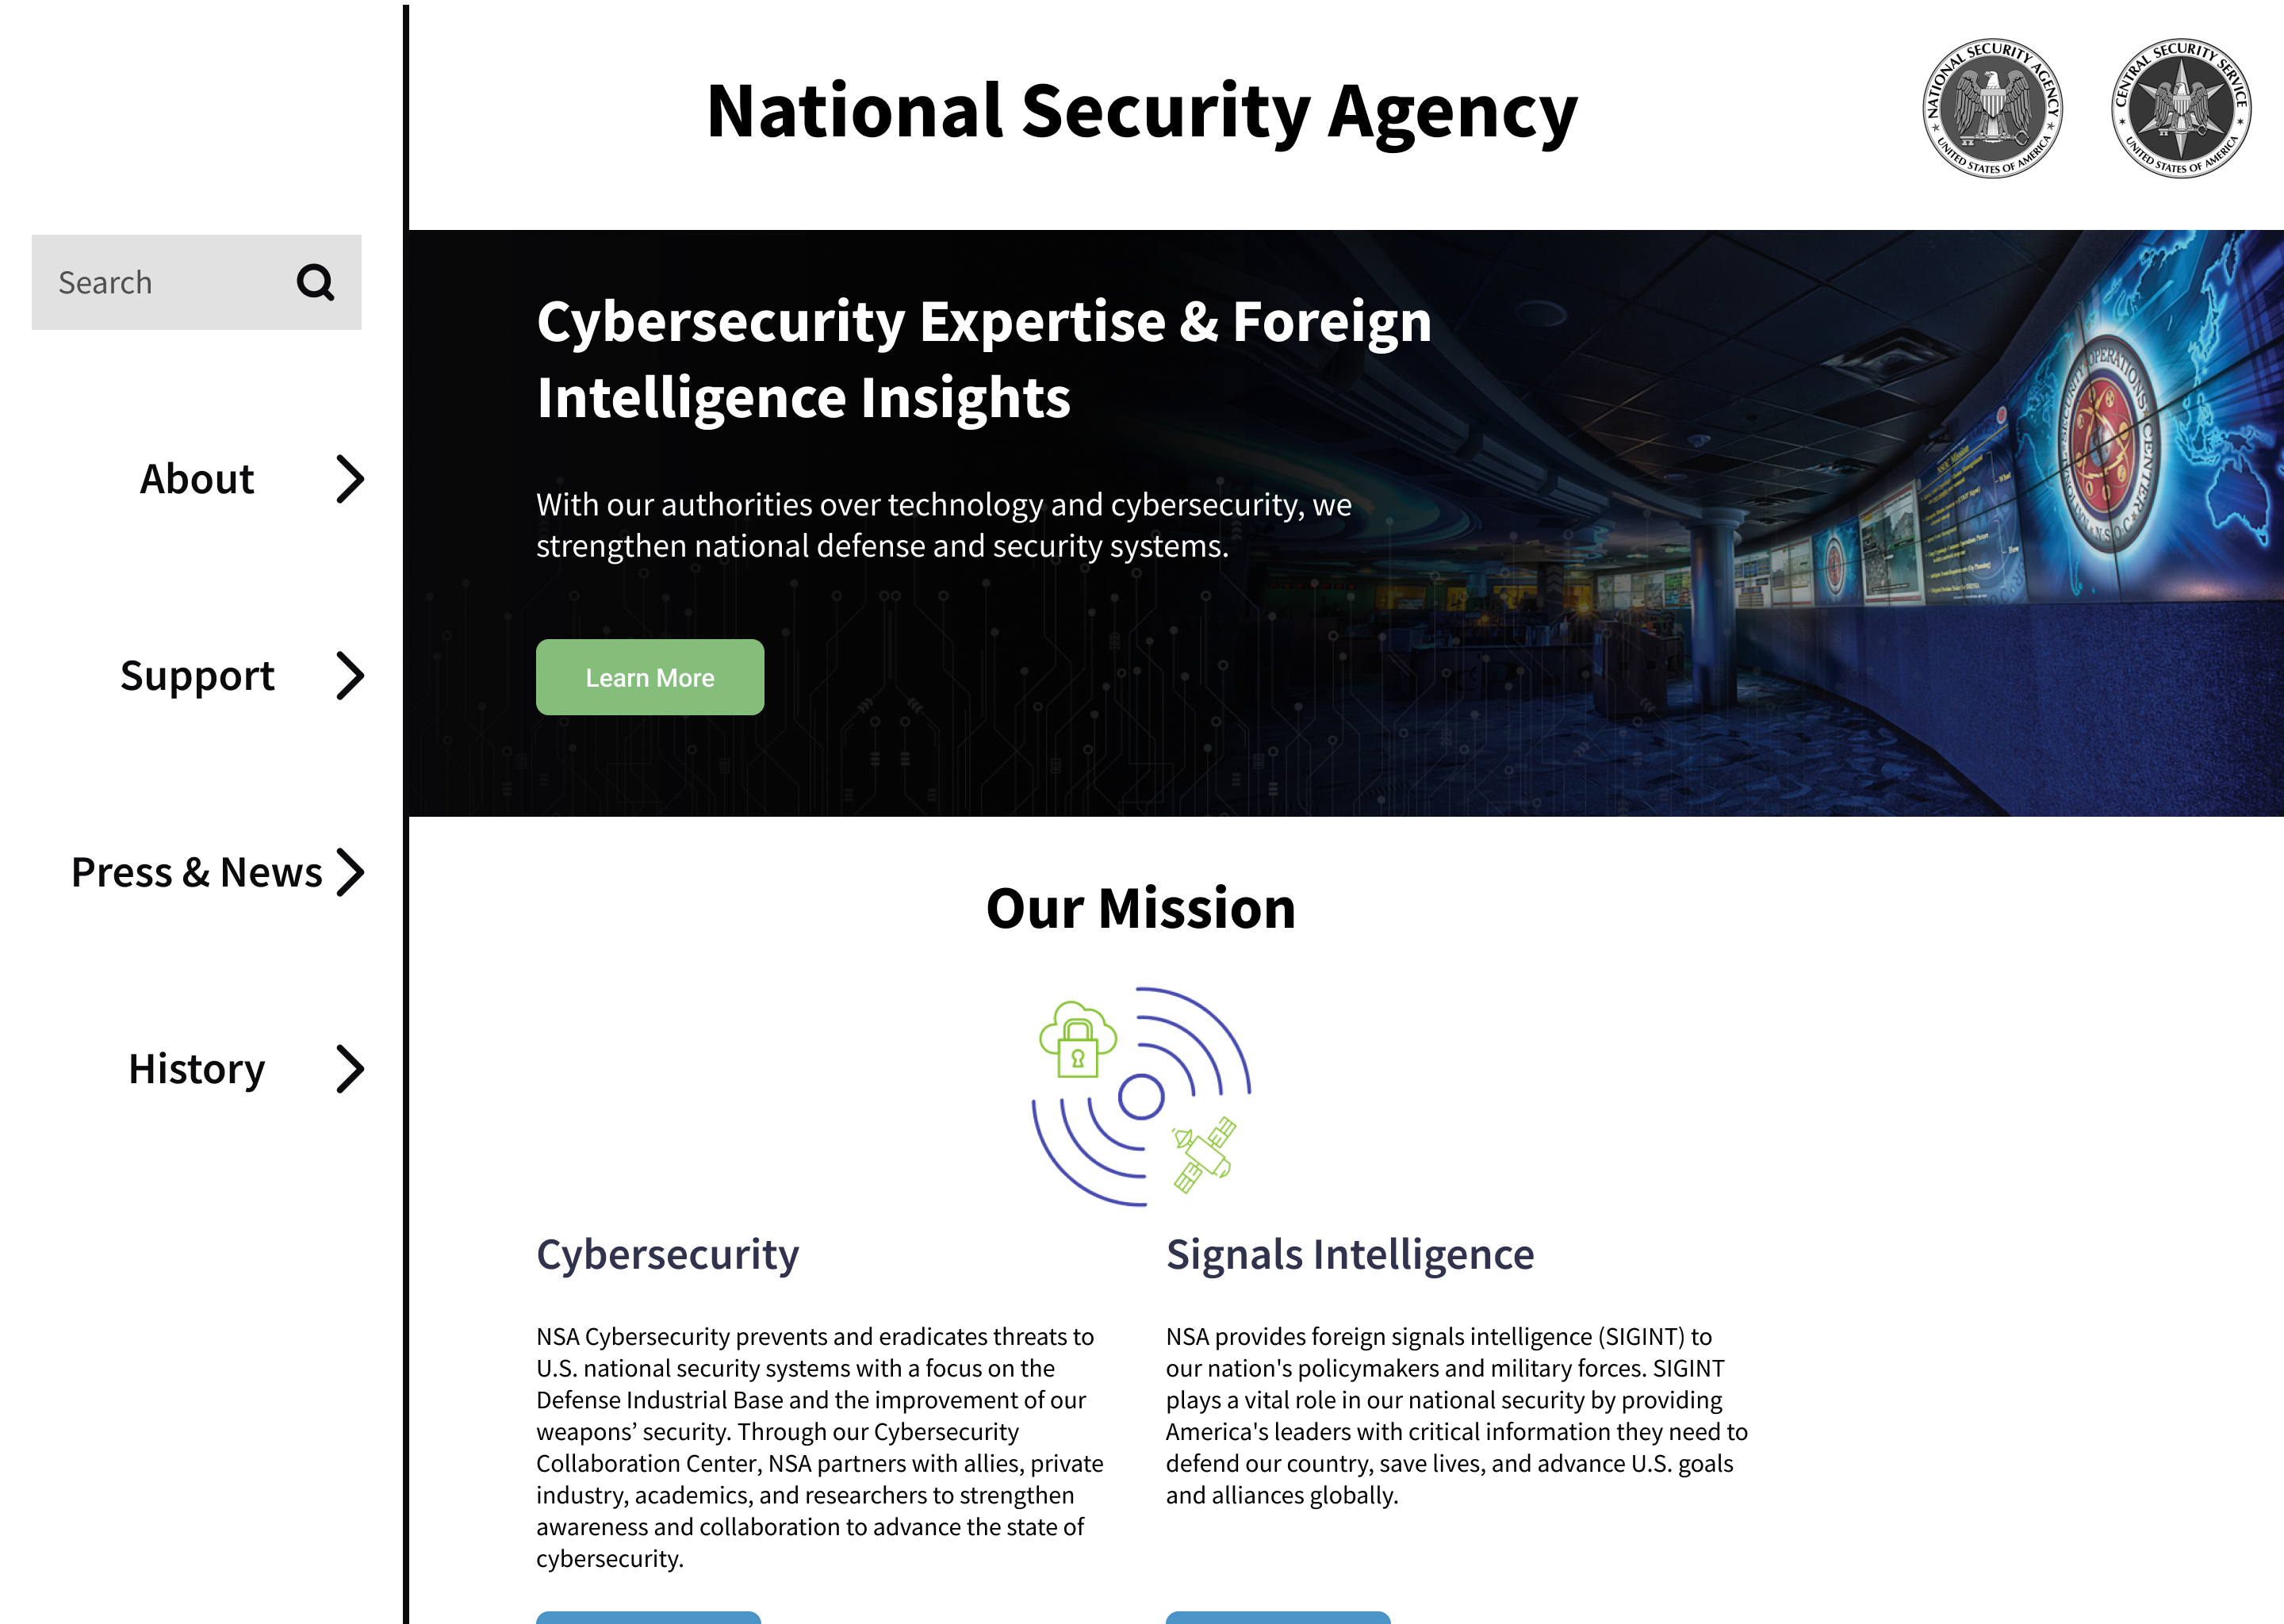 National Security Agency
NATIONAL SECURITY AGENCY
UNITED STATES OF AMERICA
CENTRAL SECURITY SERVICE
UNITED STATES OF AMERICA
Search
About
Support
Press & News
History
Cybersecurity Expertise & Foreign
Intelligence Insights
With our authorities over technology and cybersecurity, we
strengthen national defense and security systems.
Learn More
OPERATIONS CENTER
N·S·O·C
Our Mission
Cybersecurity
NSA Cybersecurity prevents and eradicates threats to
U.S. national security systems with a focus on the
Defense Industrial Base and the improvement of our
weapons’ security. Through our Cybersecurity
Collaboration Center, NSA partners with allies, private
industry, academics, and researchers to strengthen
awareness and collaboration to advance the state of
cybersecurity.
Signals Intelligence
NSA provides foreign signals intelligence (SIGINT) to
our nation's policymakers and military forces. SIGINT
plays a vital role in our national security by providing
America's leaders with critical information they need to
defend our country, save lives, and advance U.S. goals
and alliances globally.